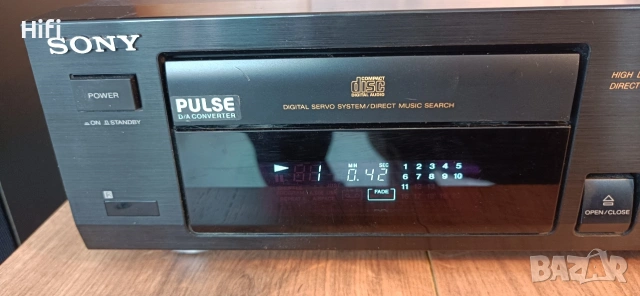 Hifi
SONY
POWER
ON STANDBY
COMPACT
disc
DIGITAL AUDIO
PULSE
D/A CONVERTER
DIGITAL SERVO SYSTEM/DIRECT MUSIC SEARCH
HIGH
DIRECT
MIN SEC
1 0.42
1 2 3 4 5
6 7 8 9 10
11
FADE
OPEN/CLOSE
BAZAR